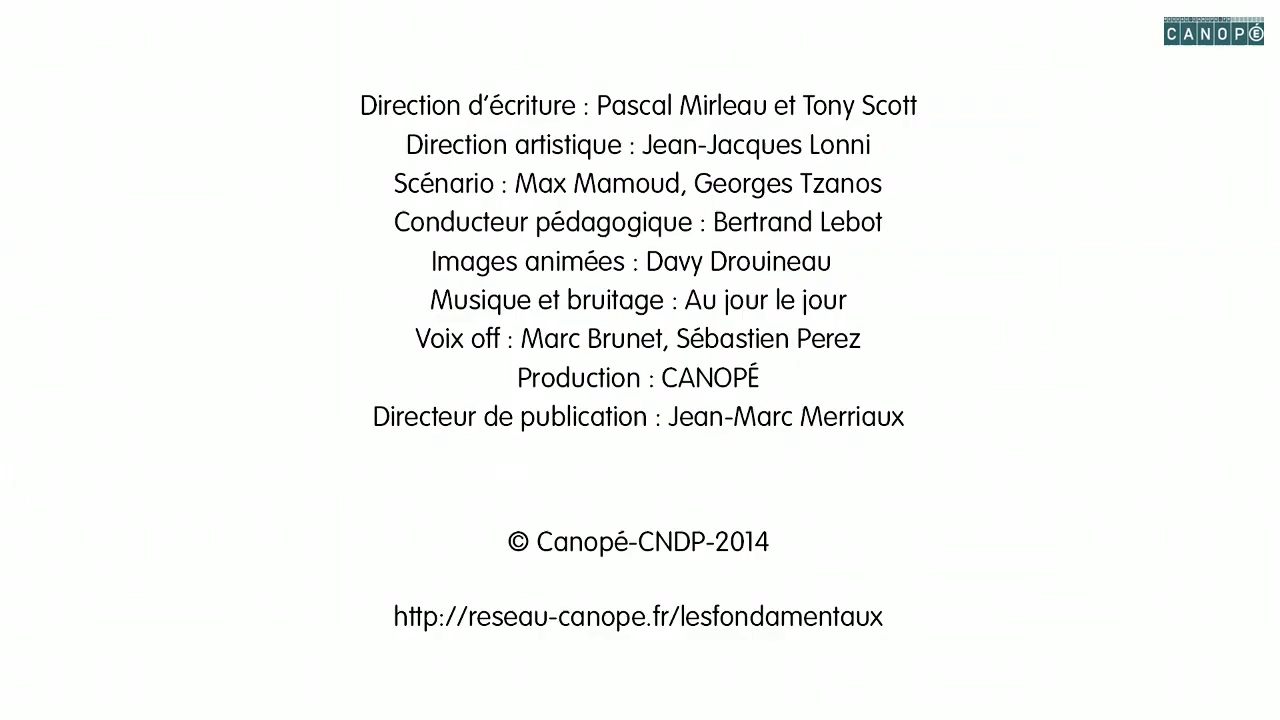 CANOPÉ
Direction d'écriture : Pascal Mirleau et Tony Scott
Direction artistique : Jean-Jacques Lonni
Scénario : Max Mamoud, Georges Tzanos
Conducteur pédagogique : Bertrand Lebot
Images animées : Davy Drouineau
Musique et bruitage : Au jour le jour
Voix off : Marc Brunet, Sébastien Perez
Production : CANOPÉ
Directeur de publication : Jean-Marc Merriaux
© Canopé-CNDP-2014
http://reseau-canope.fr/lesfondamentaux